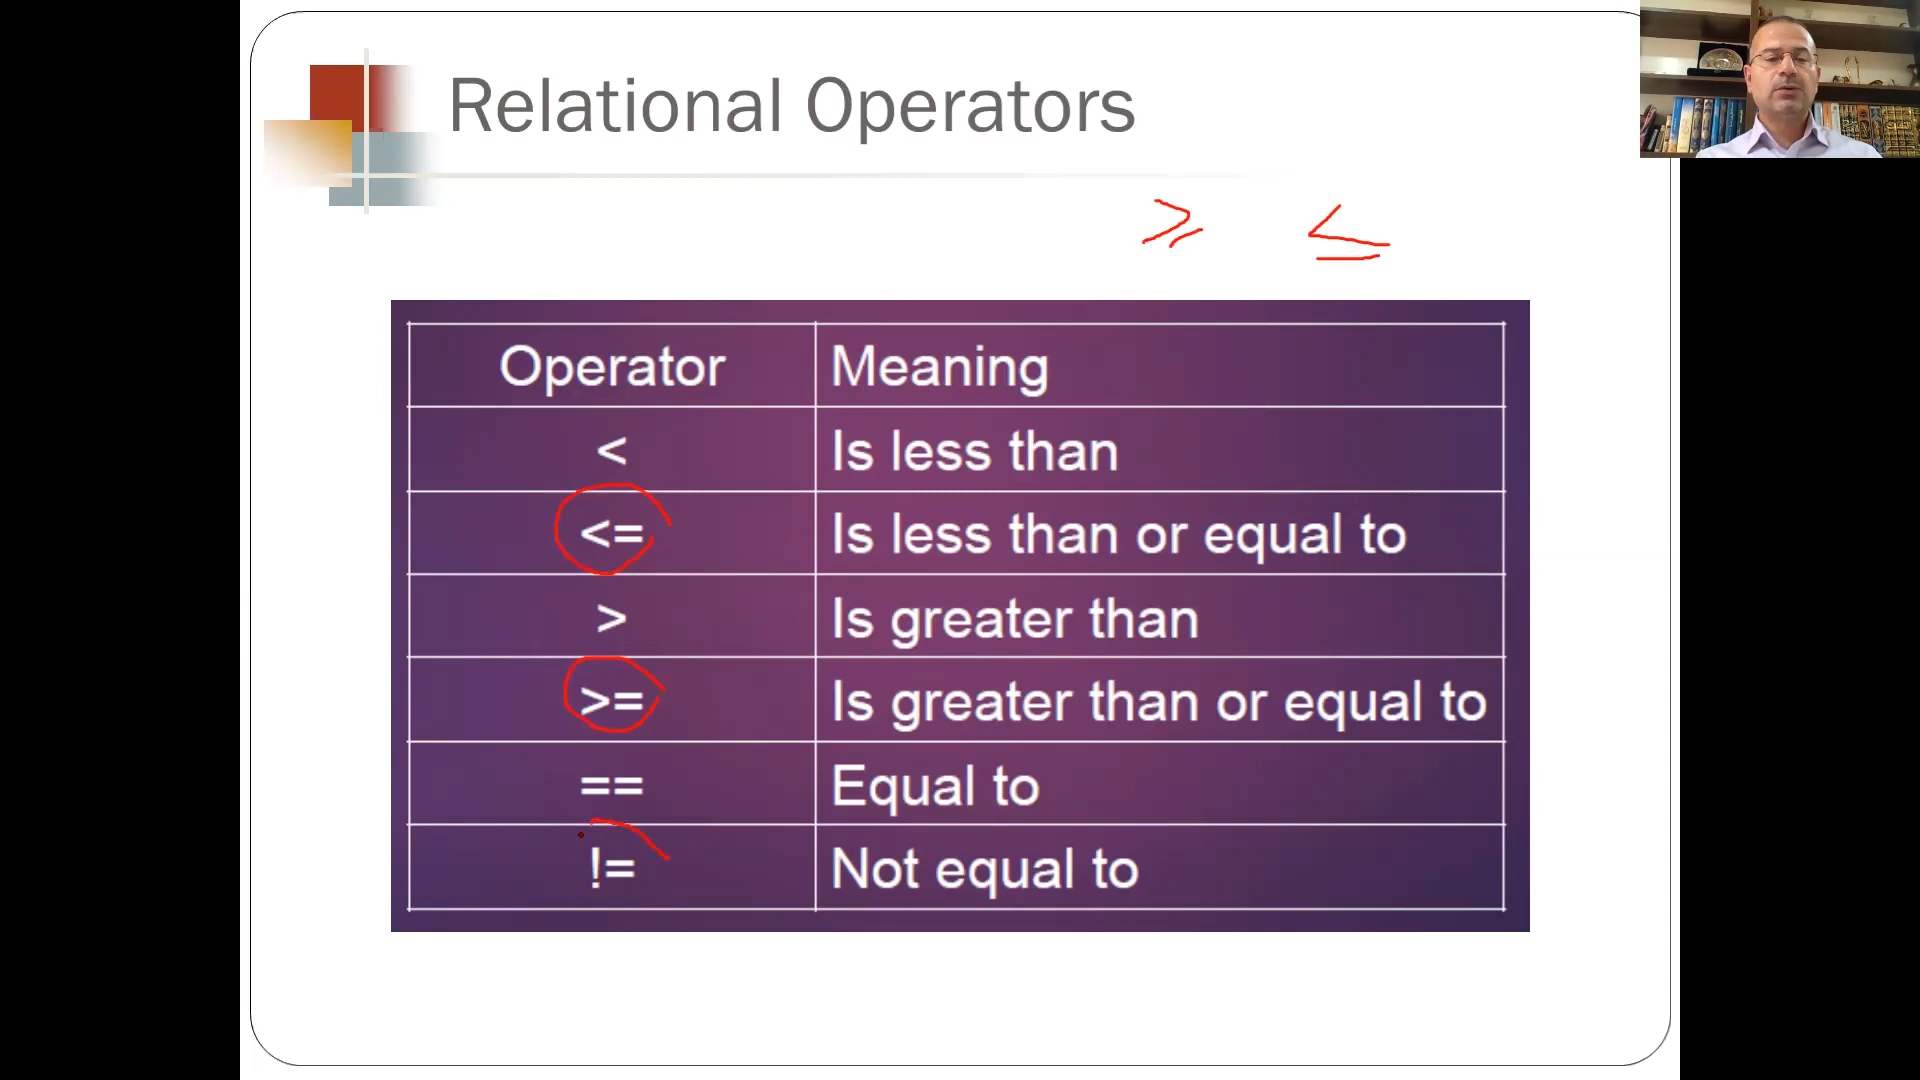 Relational Operators
≥ ≤
Operator Meaning
< Is less than
<= Is less than or equal to
> Is greater than
>= Is greater than or equal to
== Equal to
!= Not equal to